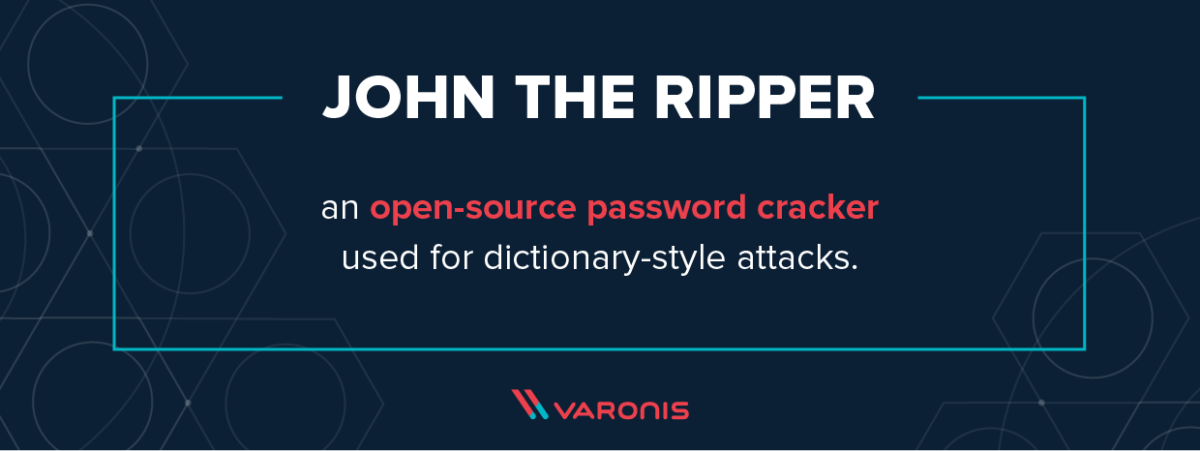 JOHN THE RIPPER
an open-source password cracker
used for dictionary-style attacks.
VARONIS